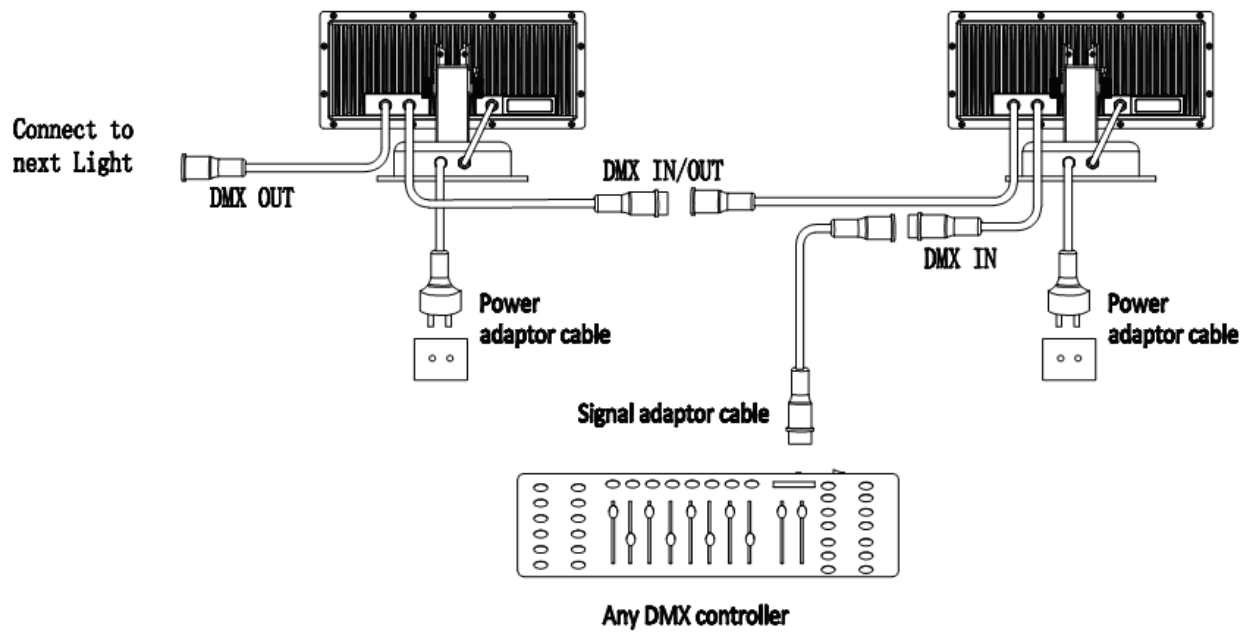 Connect to
next Light
DMX OUT
DMX IN/OUT
DMX IN
Power
adaptor cable
Power
adaptor cable
Signal adaptor cable
Any DMX controller